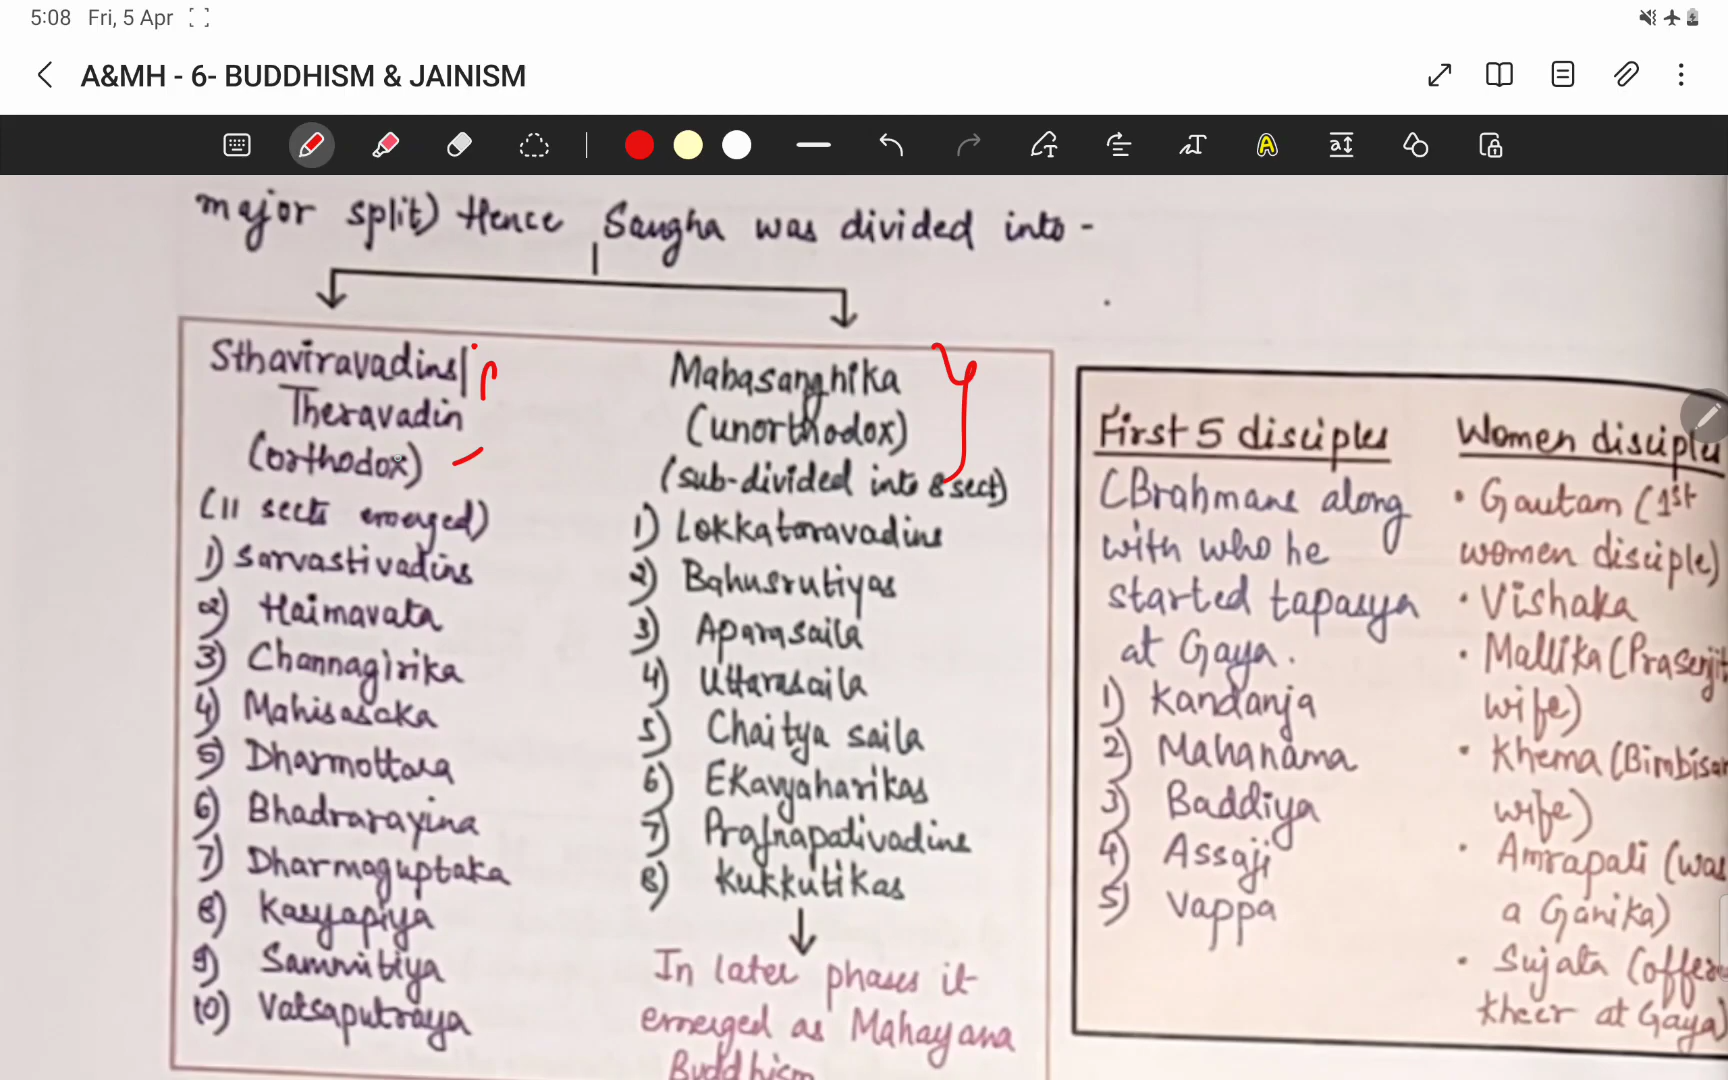 5:08 Fri, 5 Apr
A&MH - 6- BUDDHISM & JAINISM
major split) Hence Sangha was divided into -
Sthaviravadins/
Theravadin
(orthodox)
(11 sects emerged)
1) Sarvastivadins
2) Haimavata
3) Channagirika
4) Mahisasaka
5) Dharmottara
6) Bhadrarayina
7) Dharmaguptaka
8) Kasyapiya
9) Sammitiya
10) Vatsaputraya
Mahasanghika
(unorthodox)
(sub-divided into 8 sect)
1) Lokkatoravadins
2) Bahusrutiyas
3) Aparasaila
4) Uttarasaila
5) Chaitya saila
6) Ekavyaharikas
7) Prajnapativadins
8) Kukkutikas
In later phases it
emerged as Mahayana
Buddhism
First 5 disciples
(Brahmans along
with who he
started tapasya
at Gaya.
1) Kandanja
2) Mahanama
3) Baddiya
4) Assaji
5) Vappa
Women disciple
• Gautam (1st
women disciple)
• Vishaka
• Mallika (Prasenjit
wife)
• Khema (Bimbisar
wife)
• Amrapali (was
a Ganika)
• Sujata (offere
kheer at Gaya)